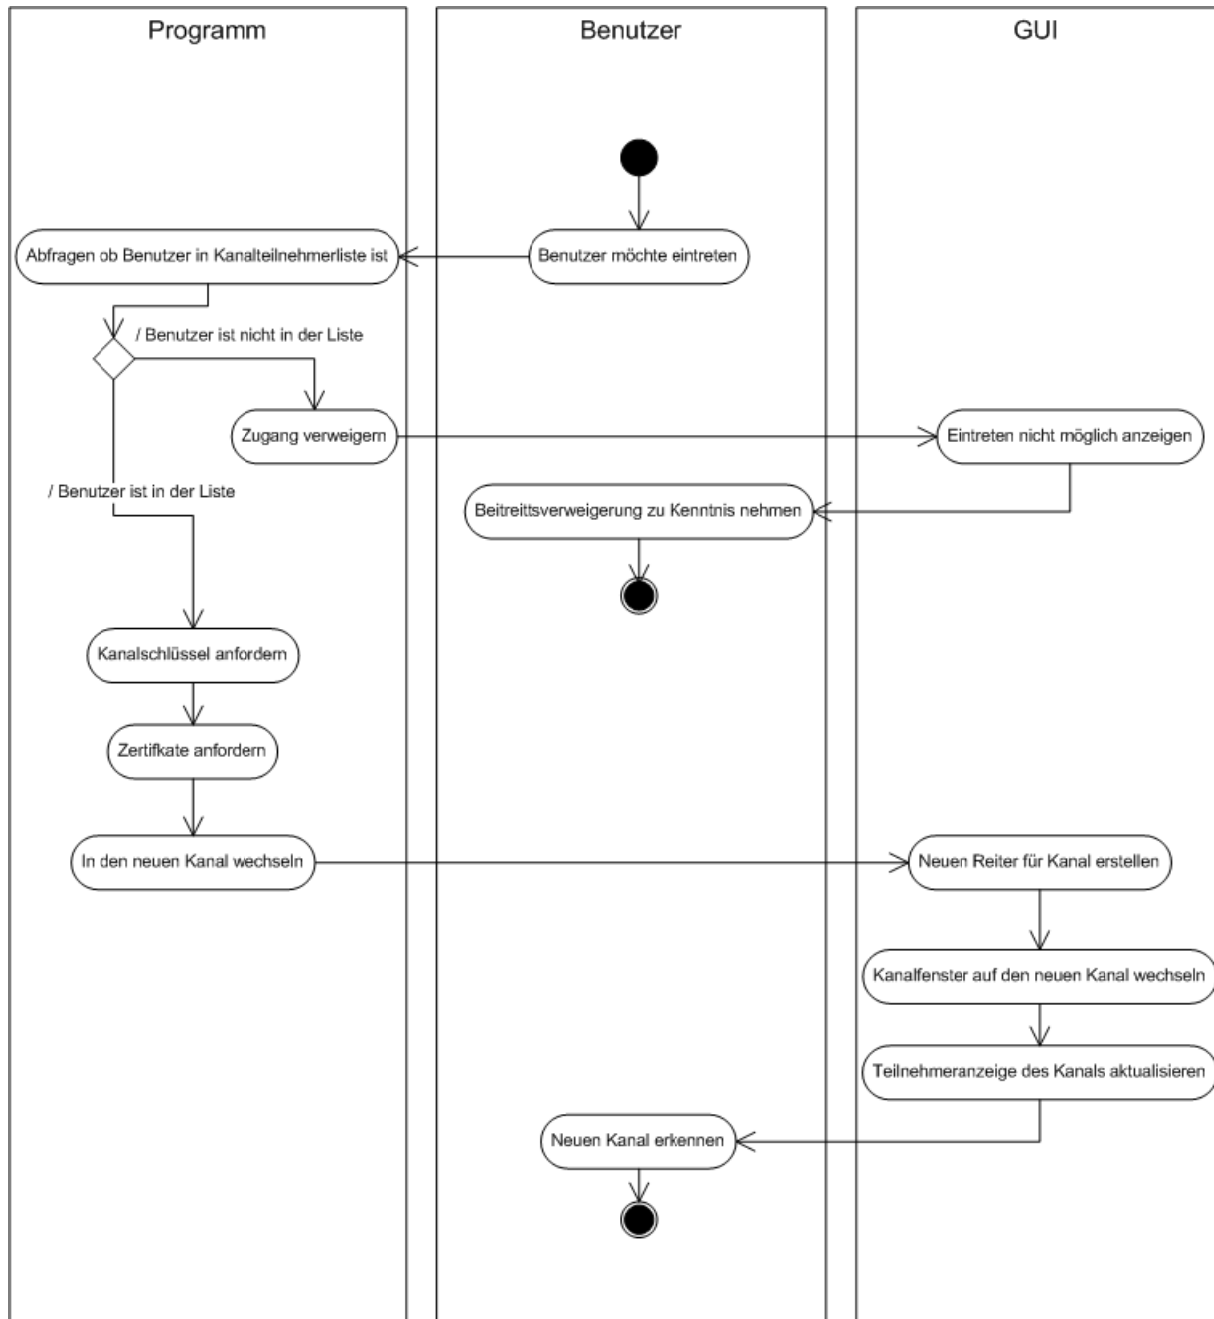 Programm
Benutzer
GUI
Benutzer möchte eintreten
Abfragen ob Benutzer in Kanalteilnehmerliste ist
/ Benutzer ist nicht in der Liste
Zugang verweigern
Eintreten nicht möglich anzeigen
/ Benutzer ist in der Liste
Beitreittsverweigerung zu Kenntnis nehmen
Kanalschlüssel anfordern
Zertifkate anfordern
In den neuen Kanal wechseln
Neuen Reiter für Kanal erstellen
Kanalfenster auf den neuen Kanal wechseln
Teilnehmeranzeige des Kanals aktualisieren
Neuen Kanal erkennen